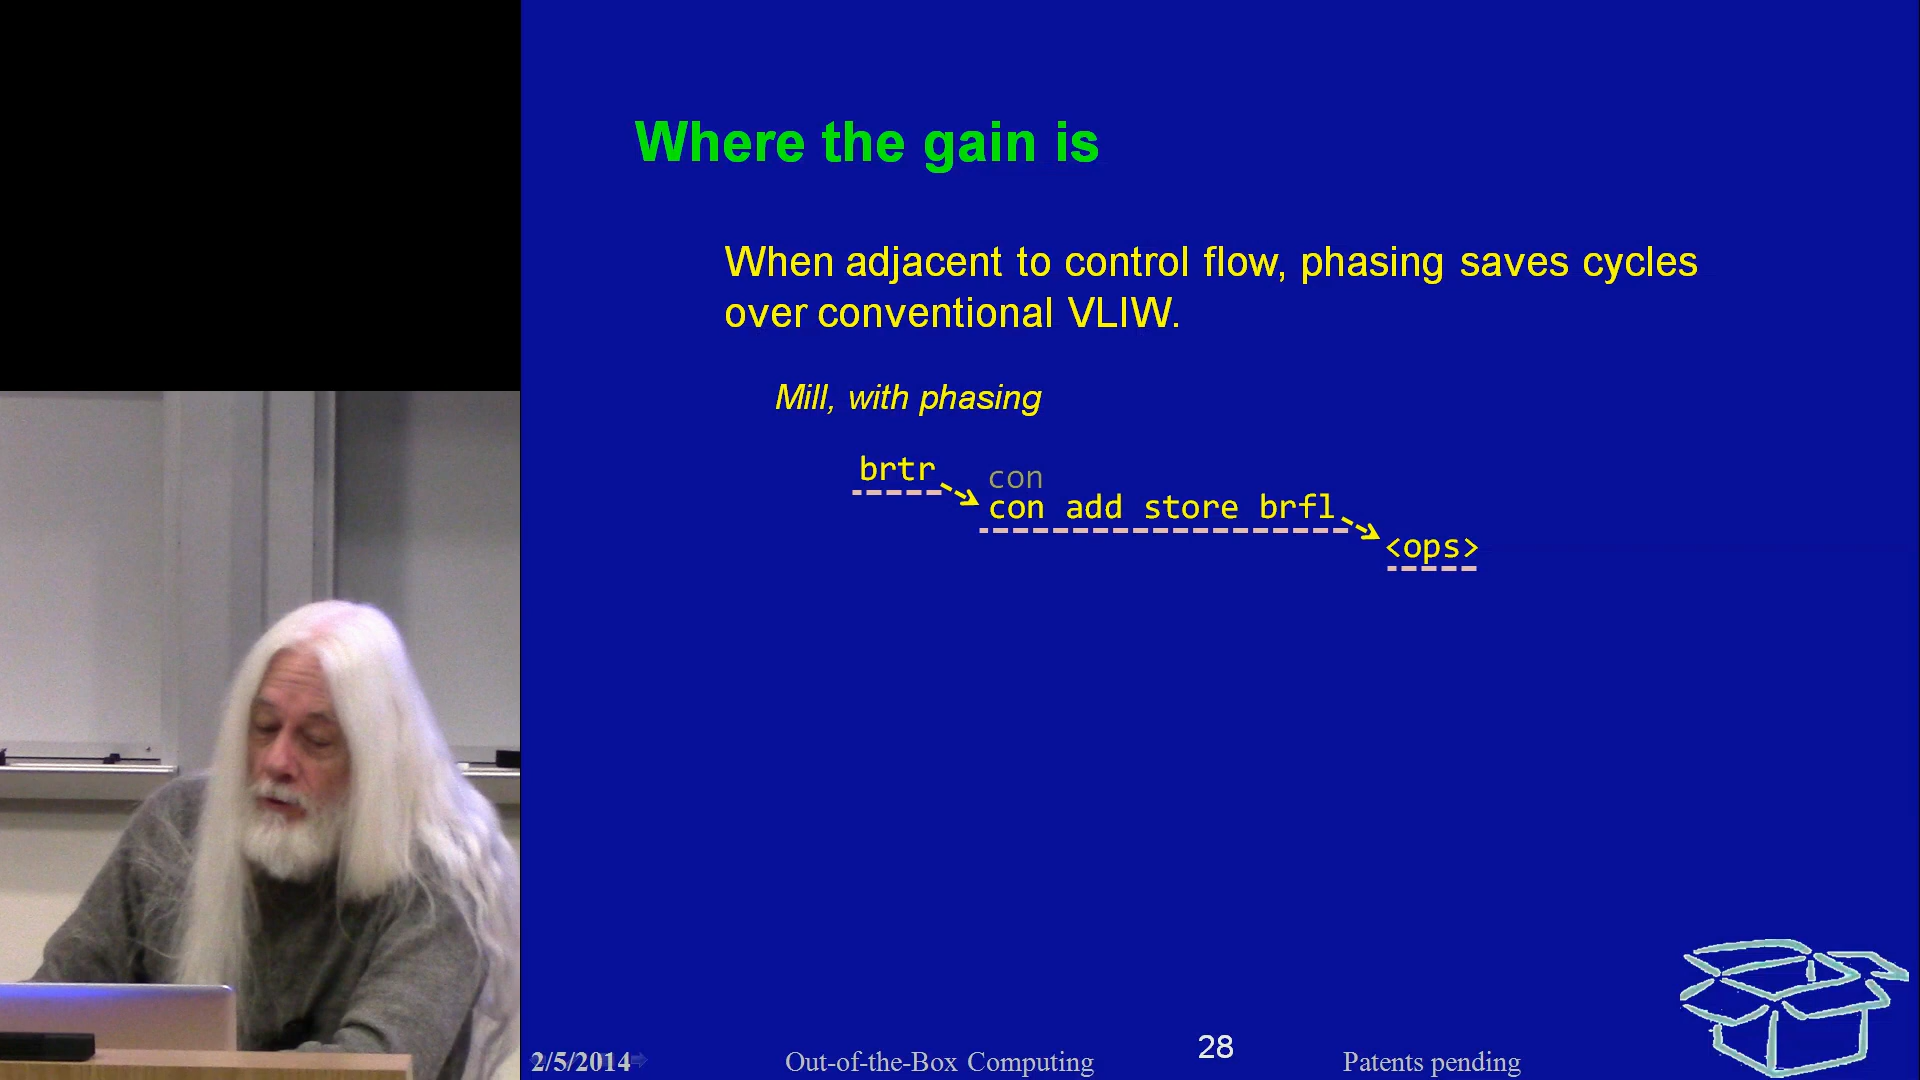 Where the gain is
When adjacent to control flow, phasing saves cycles
over conventional VLIW.
Mill, with phasing
brtr
con
con add store brfl
<ops>
2/5/2014
Out-of-the-Box Computing
28
Patents pending